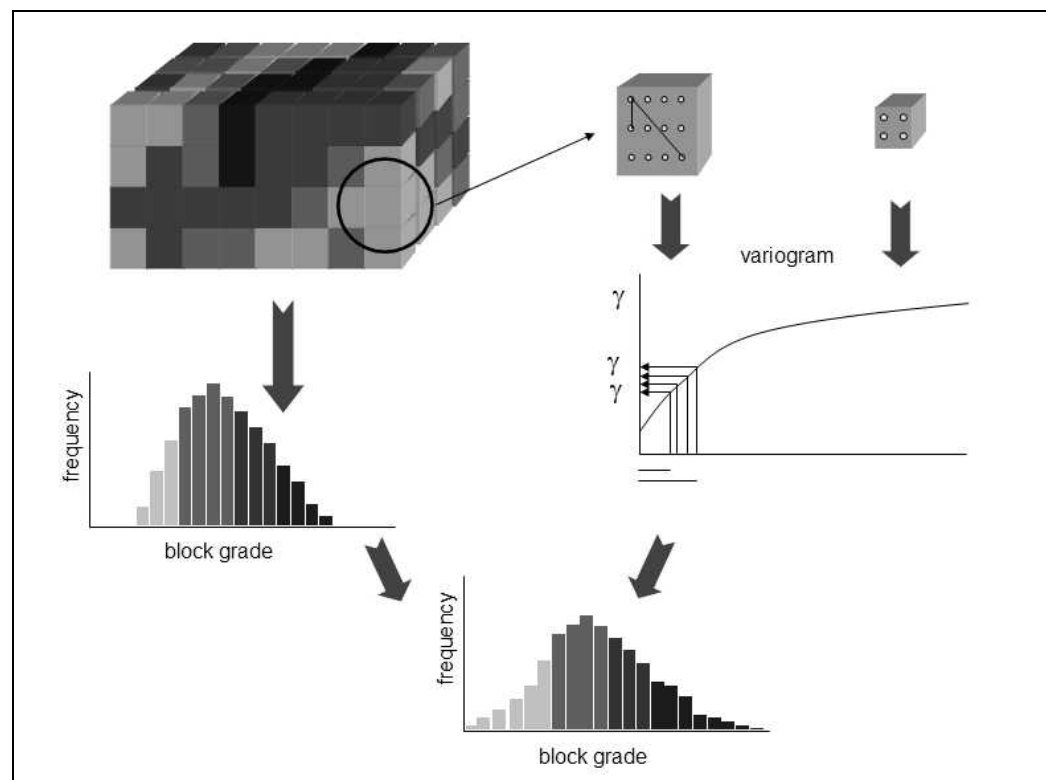 variogram
γ
γ
γ
frequency
block grade
frequency
block grade